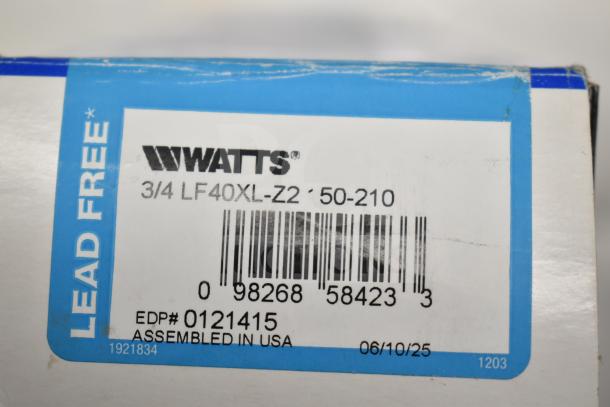 LEAD FREE*
WATTS®
3/4 LF40XL-Z2 150-210
0 98268 58423 3
EDP# 0121415
ASSEMBLED IN USA
06/10/25
1921834
1203